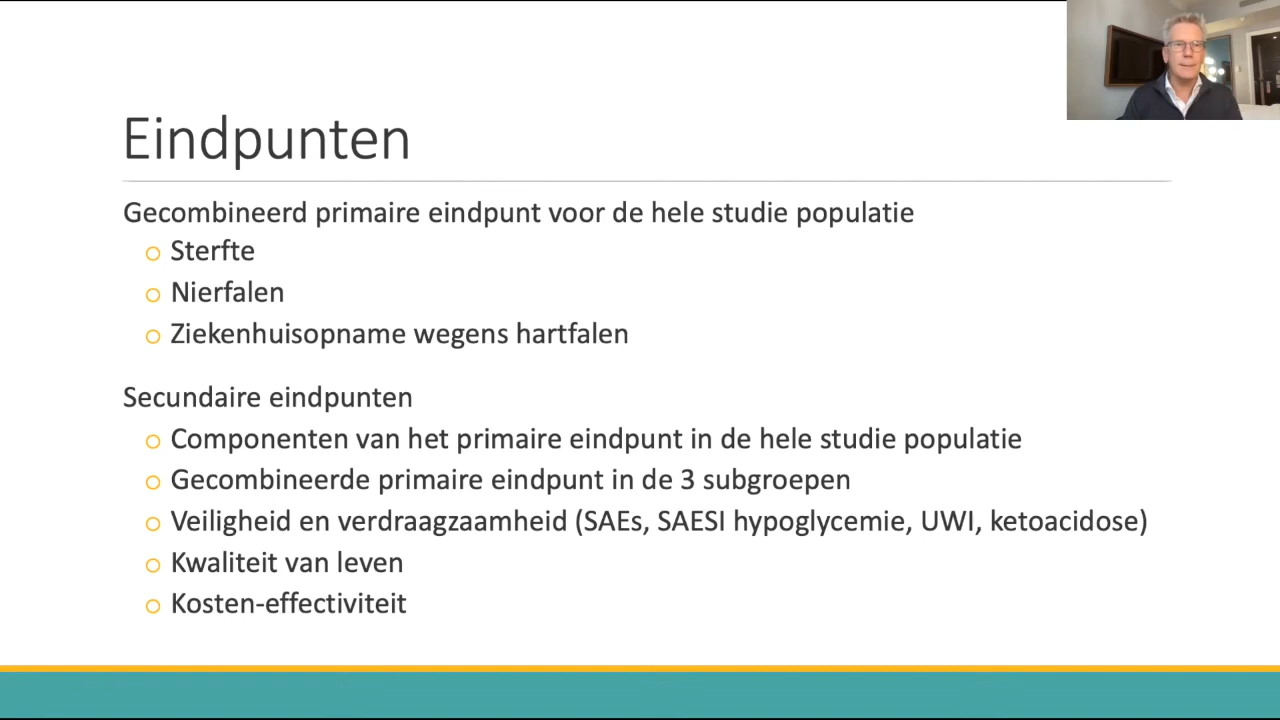 Eindpunten
Gecombineerd primaire eindpunt voor de hele studie populatie
Sterfte
Nierfalen
Ziekenhuisopname wegens hartfalen
Secundaire eindpunten
Componenten van het primaire eindpunt in de hele studie populatie
Gecombineerde primaire eindpunt in de 3 subgroepen
Veiligheid en verdraagzaamheid (SAEs, SAESI hypoglycemie, UWI, ketoacidose)
Kwaliteit van leven
Kosten-effectiviteit